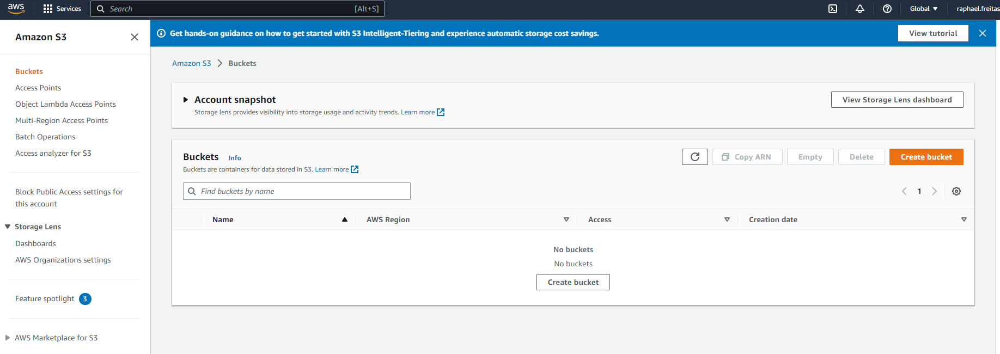 aws
Services
Search
[Alt+S]
Global
raphael.freitas
Amazon S3
Buckets
Access Points
Object Lambda Access Points
Multi-Region Access Points
Batch Operations
Access analyzer for S3
Block Public Access settings for
this account
Storage Lens
Dashboards
AWS Organizations settings
Feature spotlight 3
AWS Marketplace for S3
Get hands-on guidance on how to get started with S3 Intelligent-Tiering and experience automatic storage cost savings.
View tutorial
Amazon S3 > Buckets
Account snapshot
Storage lens provides visibility into storage usage and activity trends. Learn more
View Storage Lens dashboard
Buckets Info
Buckets are containers for data stored in S3. Learn more
Copy ARN
Empty
Delete
Create bucket
Find buckets by name
1
Name
AWS Region
Access
Creation date
No buckets
No buckets
Create bucket